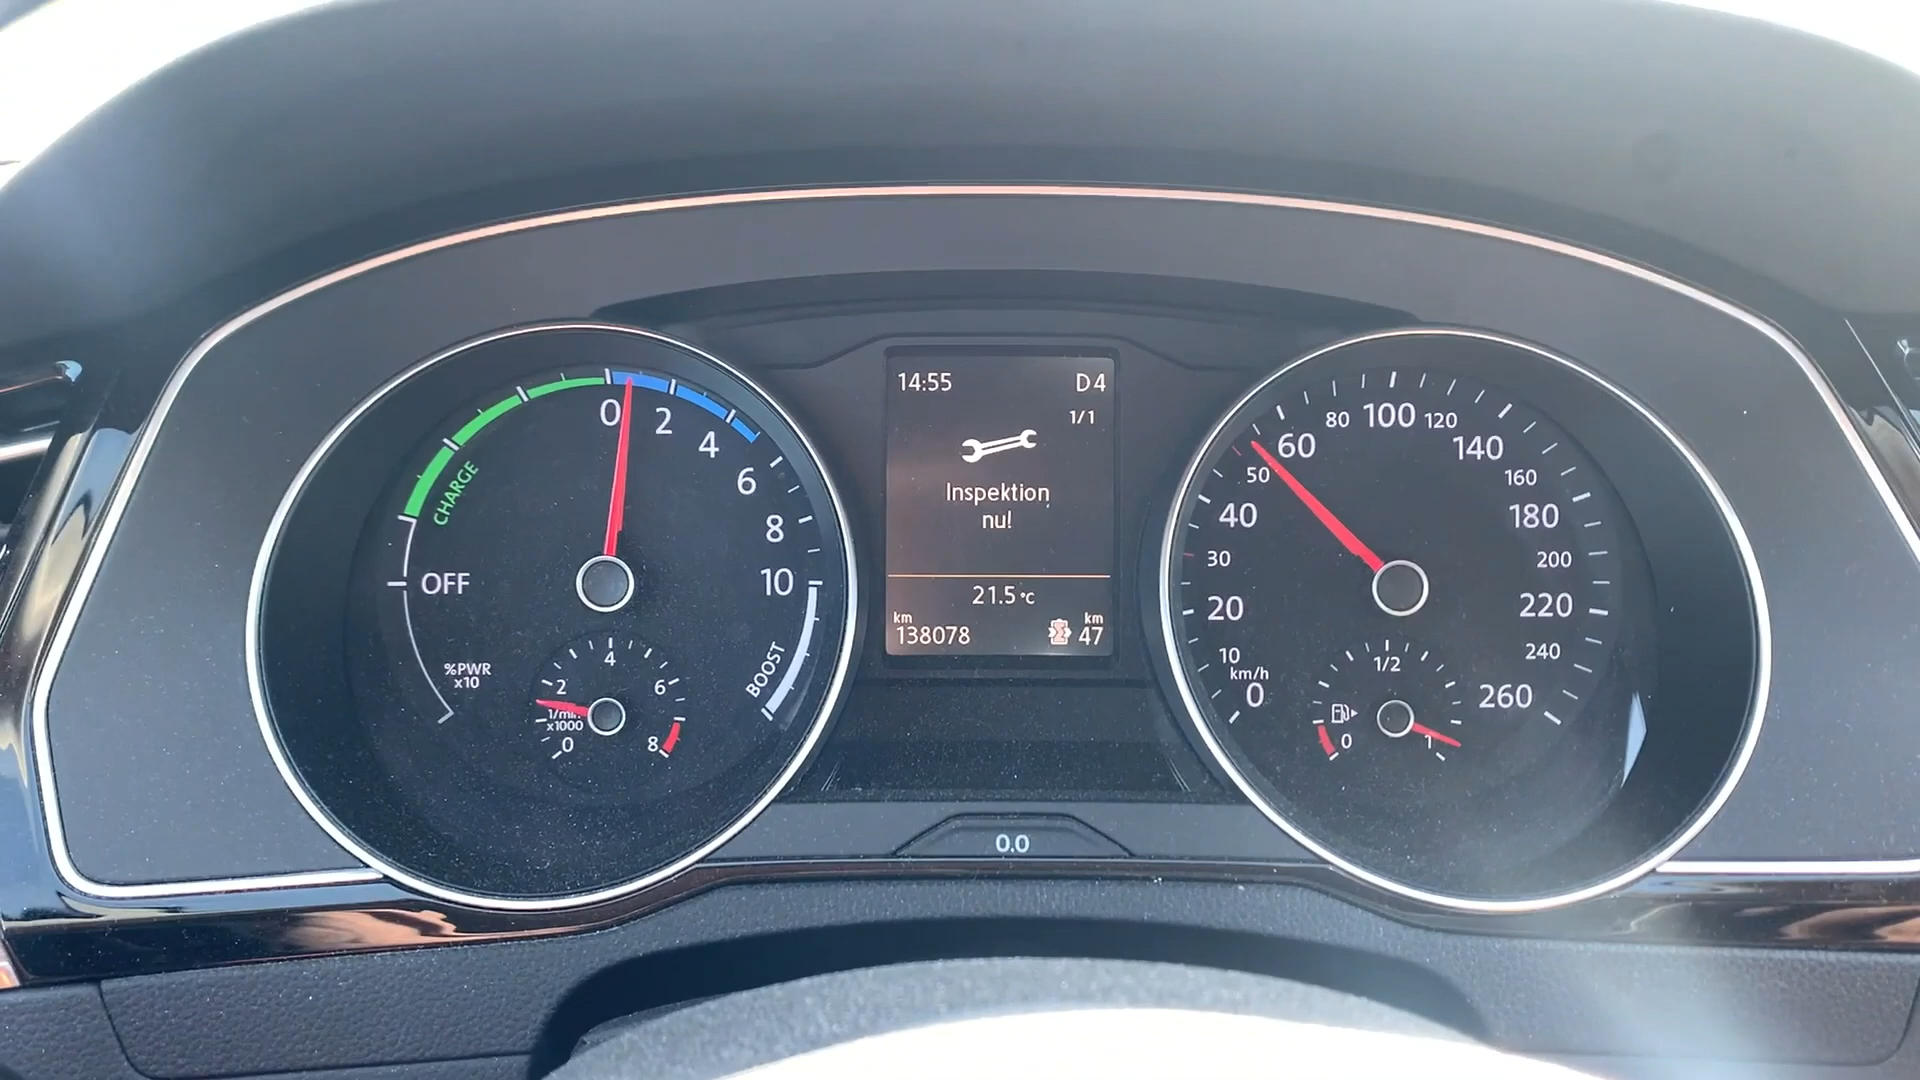 0
2
4
6
8
10
CHARGE
OFF
%PWR
x10
BOOST
0
2
4
6
8
1/min
x1000
14:55
D4
1/1
Inspektion
nu!
21.5 °C
km
138078
km
47
0.0
0
10
20
30
40
50
60
80
100
120
140
160
180
200
220
240
260
km/h
0
1/2
1